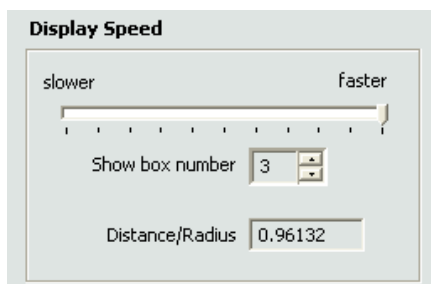 Display Speed
slower faster
Show box number 3
Distance/Radius 0.96132